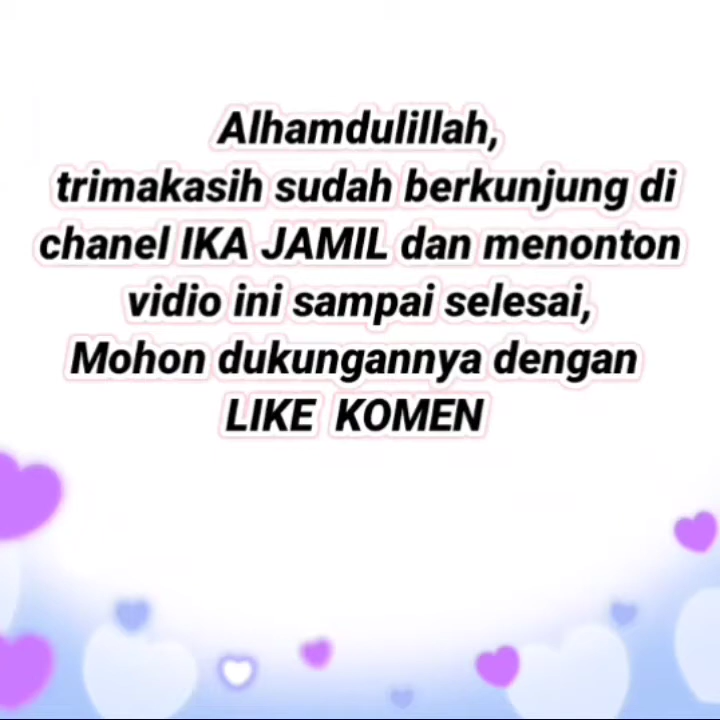 Alhamdulillah,
trimakasih sudah berkunjung di
chanel IKA JAMIL dan menonton
vidio ini sampai selesai,
Mohon dukungannya dengan
LIKE KOMEN